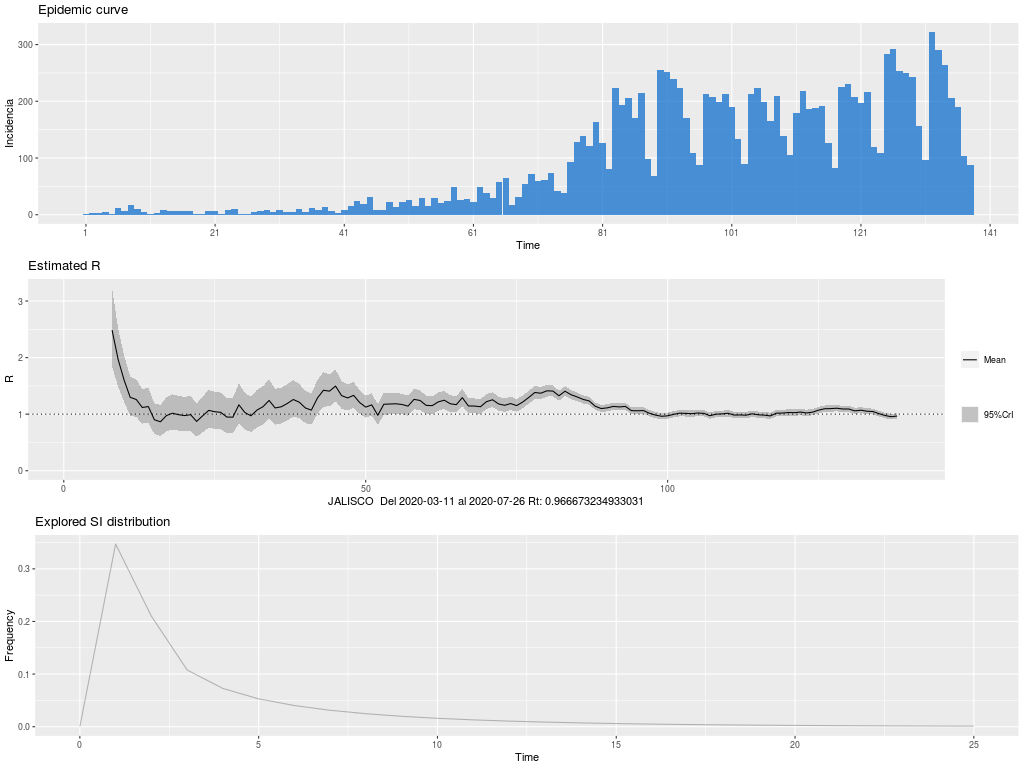 Epidemic curve
300
200
100
0
Incidencia
1 21 41 61 81 101 121 141
Time
Estimated R
3
2
1
0
R
Mean
95%CrI
0 50 100
JALISCO Del 2020-03-11 al 2020-07-26 Rt: 0.966673234933031
Explored SI distribution
0.3
0.2
0.1
0.0
Frequency
0 5 10 15 20 25
Time